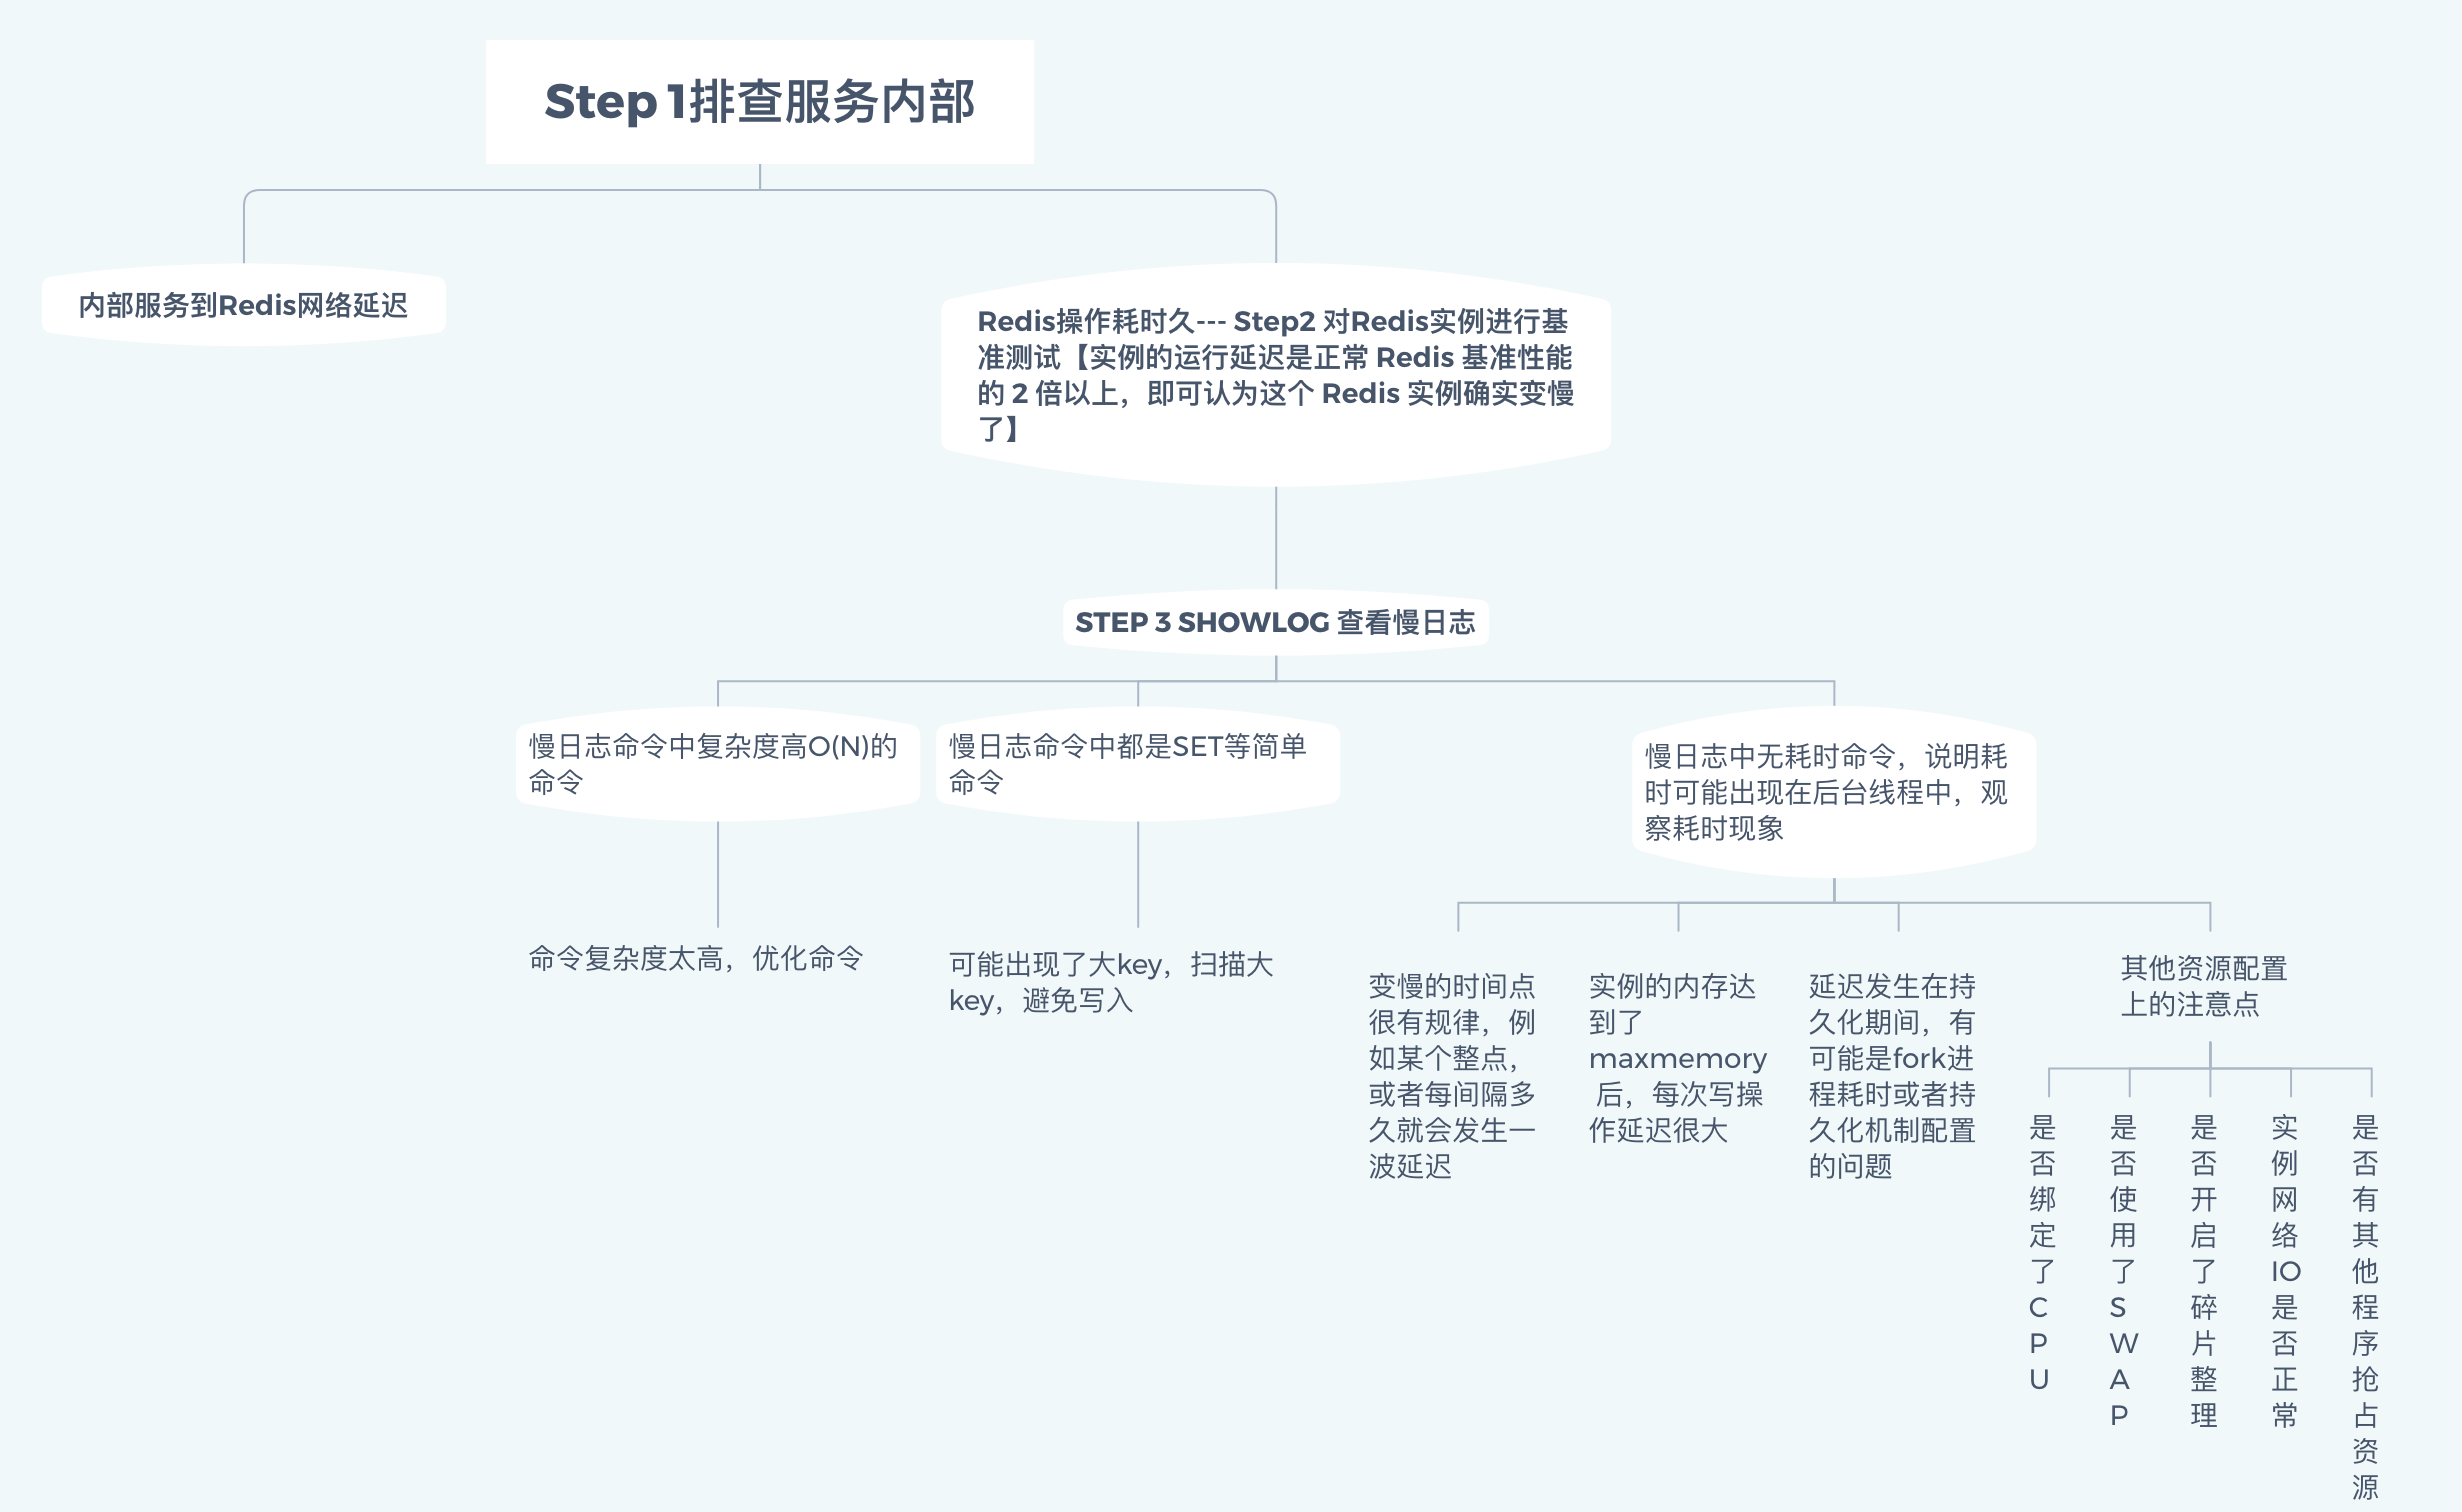 Step 1排查服务内部
内部服务到Redis网络延迟
Redis操作耗时久--- Step2 对Redis实例进行基
准测试【实例的运行延迟是正常 Redis 基准性能
的 2 倍以上，即可认为这个 Redis 实例确实变慢
了】
STEP 3 SHOWLOG 查看慢日志
慢日志命令中复杂度高O(N)的
命令
慢日志命令中都是SET等简单
命令
慢日志中无耗时命令，说明耗
时可能出现在后台线程中，观
察耗时现象
命令复杂度太高，优化命令
可能出现了大key，扫描大
key，避免写入
变慢的时间点
很有规律，例
如某个整点，
或者每间隔多
久就会发生一
波延迟
实例的内存达
到了
maxmemory
后，每次写操
作延迟很大
延迟发生在持
久化期间，有
可能是fork进
程耗时或者持
久化机制配置
的问题
其他资源配置
上的注意点
是否绑定了CPU
是否使用了SWAP
是否开启了碎片整理
实例网络IO是否正常
是否有其他程序抢占资源